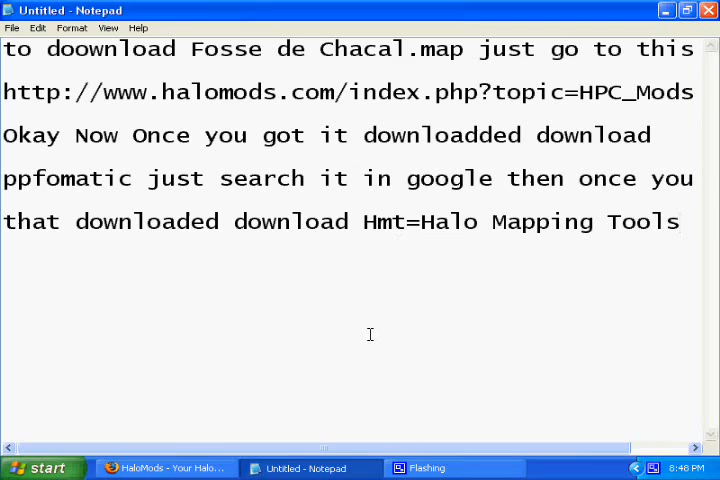 Untitled - Notepad
File Edit Format View Help
to doownload Fosse de Chacal.map just go to this
http://www.halomods.com/index.php?topic=HPC_Mods
Okay Now Once you got it downloadded download
ppfomatic just search it in google then once you
that downloaded download Hmt=Halo Mapping Tools
start HaloMods - Your Halo... Untitled - Notepad Flashing 8:48 PM